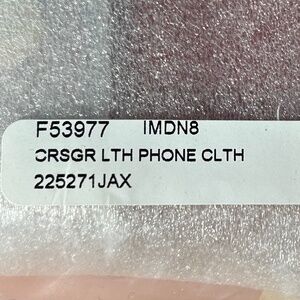 F53977 IMDN8
CRSGR LTH PHONE CLTH
225271JAX